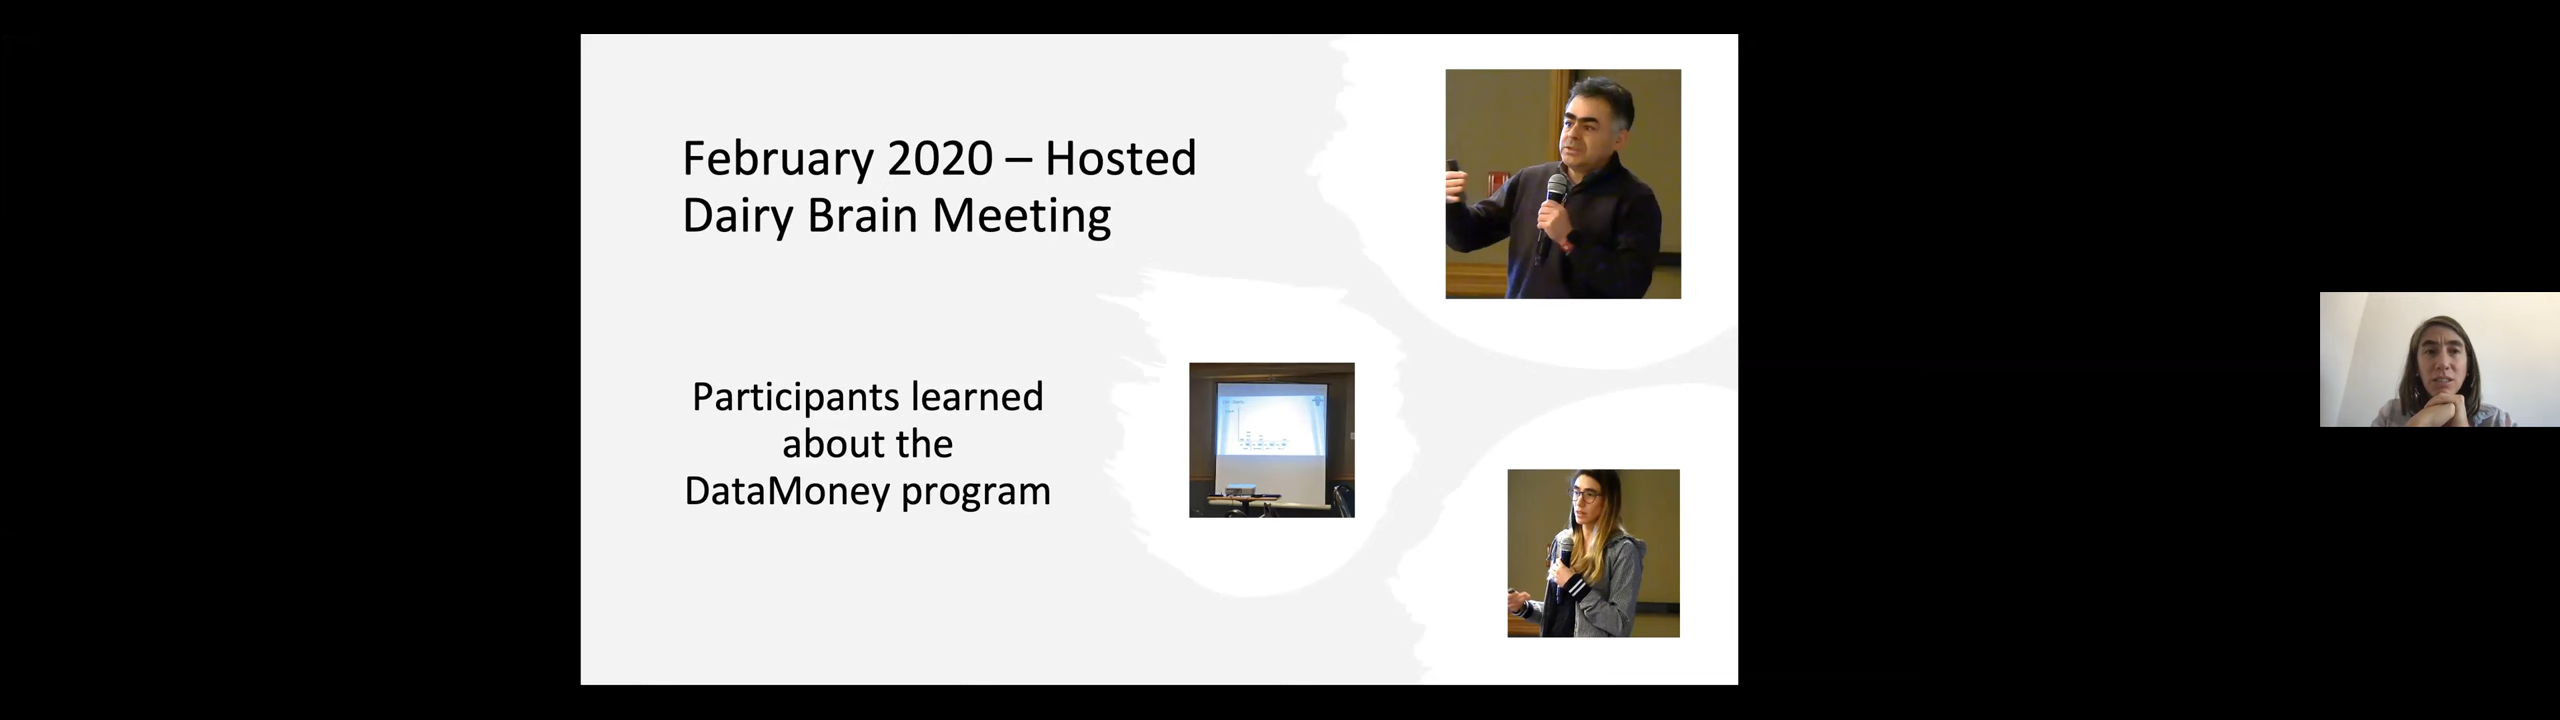 February 2020 – Hosted
Dairy Brain Meeting
Participants learned
about the
DataMoney program